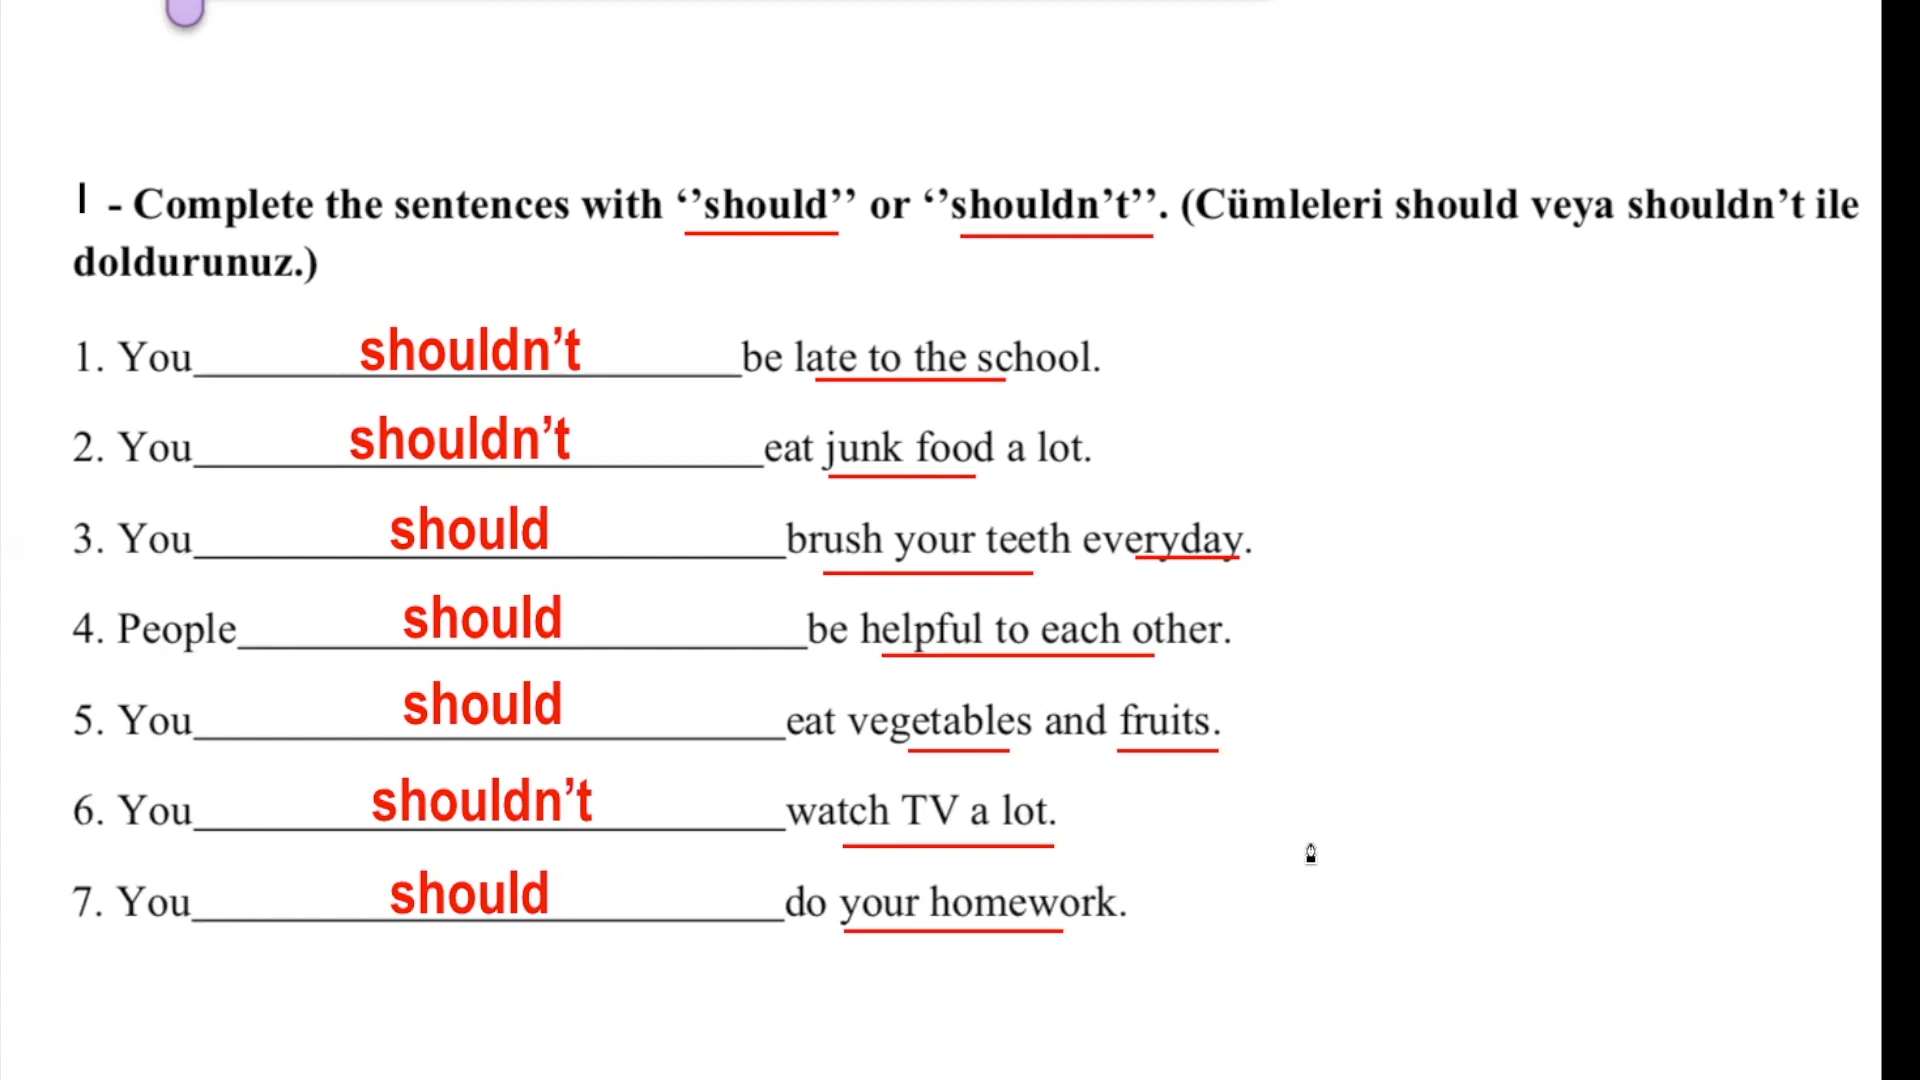 I - Complete the sentences with ‘’should’’ or ‘’shouldn’t’’. (Cümleleri should veya shouldn’t ile
doldurunuz.)
1. You shouldn’t be late to the school.
2. You shouldn’t eat junk food a lot.
3. You should brush your teeth everyday.
4. People should be helpful to each other.
5. You should eat vegetables and fruits.
6. You shouldn’t watch TV a lot.
7. You should do your homework.